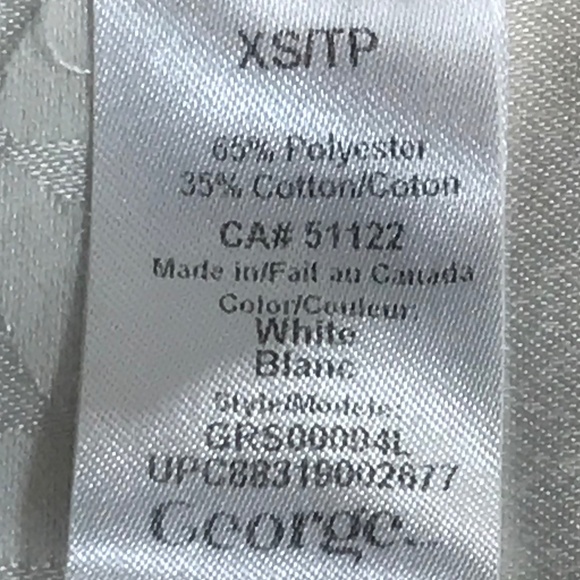 XS/TP
65% Polyester
35% Cotton/Coton
CA# 51122
Made in/Fait au Canada
Color/Couleur:
White
Blanc
Style/Modele:
GRS00094L
UPC88319002677
George.